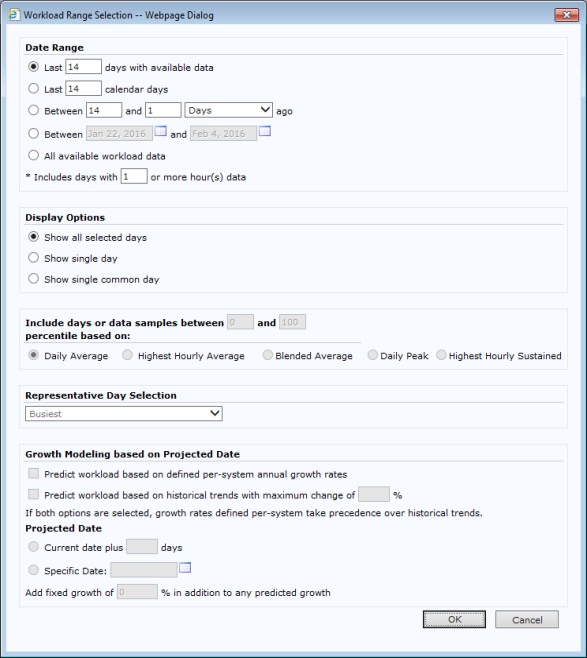 Workload Range Selection -- Webpage Dialog
Date Range
Last 14 days with available data
Last 14 calendar days
Between 14 and 1 Days ago
Between Jan 22, 2016 and Feb 4, 2016
All available workload data
* Includes days with 1 or more hour(s) data
Display Options
Show all selected days
Show single day
Show single common day
Include days or data samples between 0 and 100
percentile based on:
Daily Average Highest Hourly Average Blended Average Daily Peak Highest Hourly Sustained
Representative Day Selection
Busiest
Growth Modeling based on Projected Date
Predict workload based on defined per-system annual growth rates
Predict workload based on historical trends with maximum change of %
If both options are selected, growth rates defined per-system take precedence over historical trends.
Projected Date
Current date plus days
Specific Date:
Add fixed growth of 0 % in addition to any predicted growth
OK Cancel